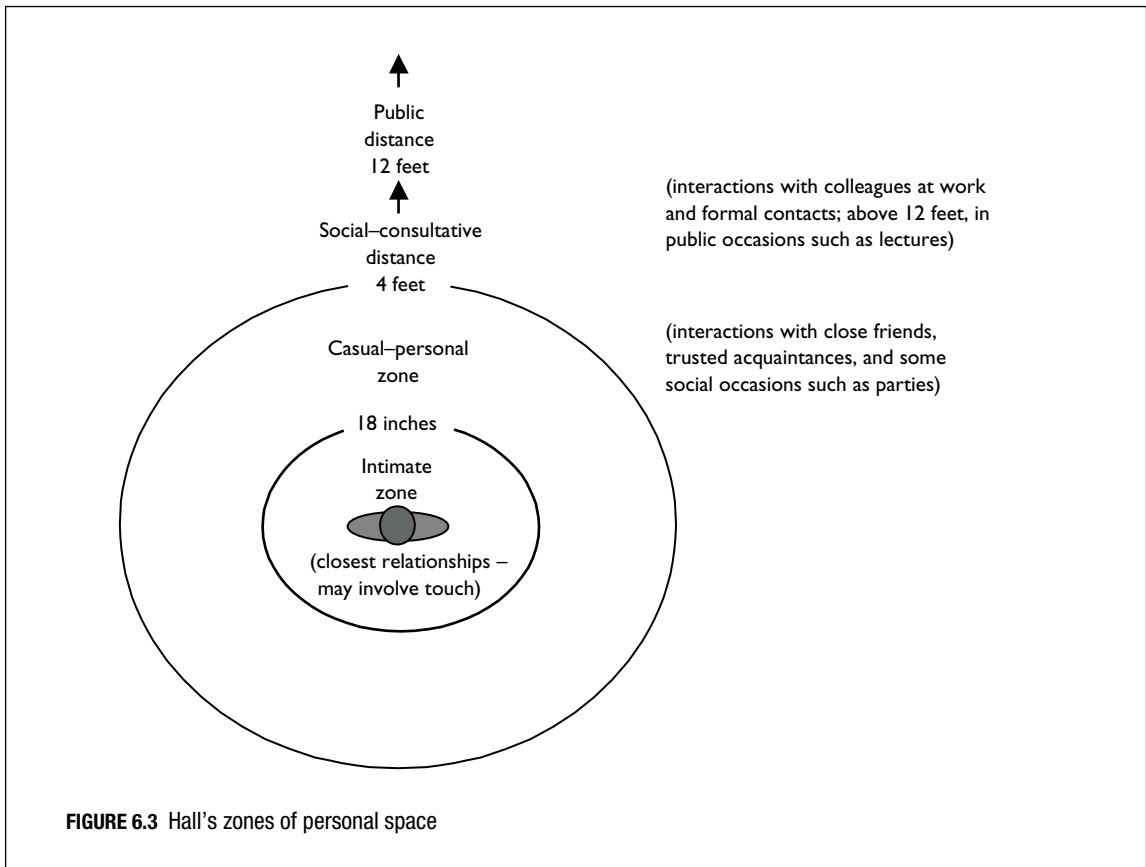 Public
distance
12 feet
(interactions with colleagues at work
and formal contacts; above 12 feet, in
public occasions such as lectures)
Social–consultative
distance
4 feet
(interactions with close friends,
trusted acquaintances, and some
social occasions such as parties)
Casual–personal
zone
18 inches
Intimate
zone
(closest relationships –
may involve touch)
FIGURE 6.3 Hall's zones of personal space